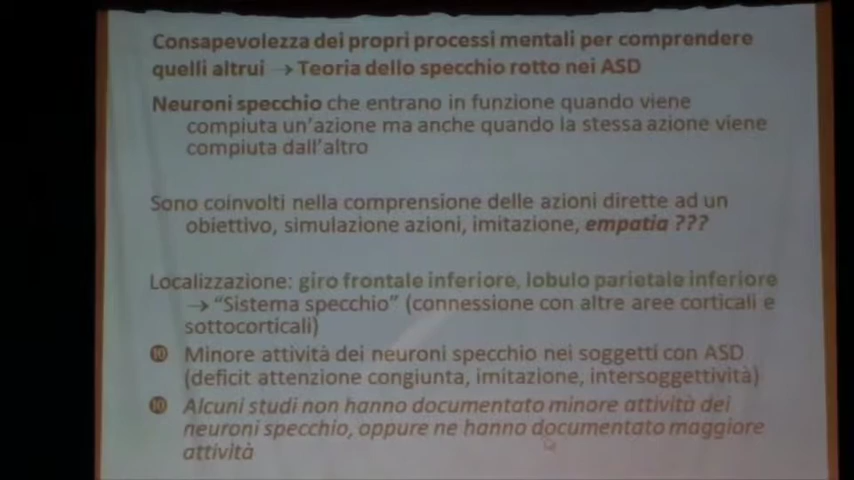 Consapevolezza dei propri processi mentali per comprendere
quelli altrui → Teoria dello specchio rotto nei ASD
Neuroni specchio che entrano in funzione quando viene
compiuta un'azione ma anche quando la stessa azione viene
compiuta dall'altro
Sono coinvolti nella comprensione delle azioni dirette ad un
obiettivo, simulazione azioni, imitazione, empatia ???
Localizzazione: giro frontale inferiore, lobulo parietale inferiore
→ "Sistema specchio" (connessione con altre aree corticali e
sottocorticali)
❿ Minore attività dei neuroni specchio nei soggetti con ASD
(deficit attenzione congiunta, imitazione, intersoggettività)
❿ Alcuni studi non hanno documentato minore attività dei
neuroni specchio, oppure ne hanno documentato maggiore
attività